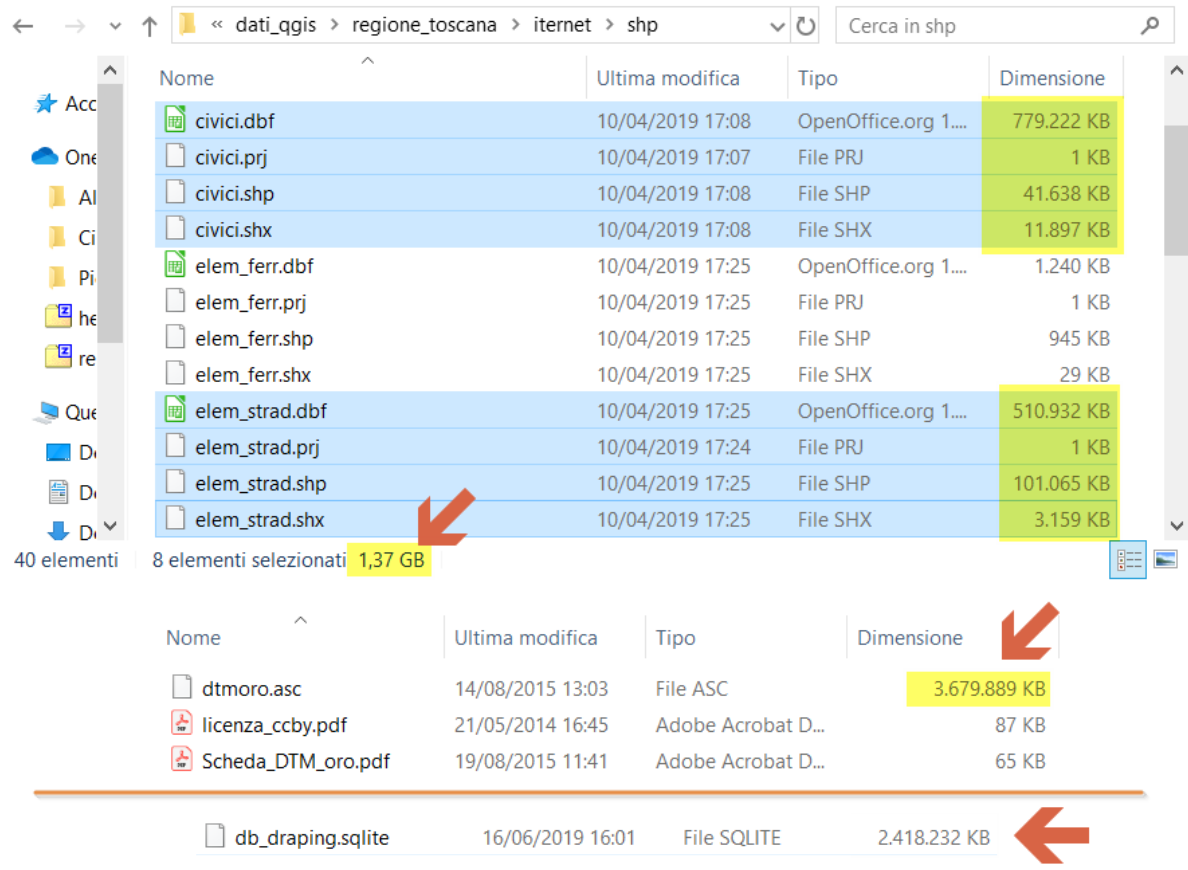 « dati_qgis > regione_toscana > iternet > shp Cerca in shp
Nome Ultima modifica Tipo Dimensione
Acc
One
Al
Ci
Pi
he
re
Que
De
De
De
civici.dbf 10/04/2019 17:08 OpenOffice.org 1.... 779.222 KB
civici.prj 10/04/2019 17:07 File PRJ 1 KB
civici.shp 10/04/2019 17:08 File SHP 41.638 KB
civici.shx 10/04/2019 17:08 File SHX 11.897 KB
elem_ferr.dbf 10/04/2019 17:25 OpenOffice.org 1.... 1.240 KB
elem_ferr.prj 10/04/2019 17:25 File PRJ 1 KB
elem_ferr.shp 10/04/2019 17:25 File SHP 945 KB
elem_ferr.shx 10/04/2019 17:25 File SHX 29 KB
elem_strad.dbf 10/04/2019 17:25 OpenOffice.org 1.... 510.932 KB
elem_strad.prj 10/04/2019 17:24 File PRJ 1 KB
elem_strad.shp 10/04/2019 17:25 File SHP 101.065 KB
elem_strad.shx 10/04/2019 17:25 File SHX 3.159 KB
40 elementi 8 elementi selezionati 1,37 GB
Nome Ultima modifica Tipo Dimensione
dtmoro.asc 14/08/2015 13:03 File ASC 3.679.889 KB
licenza_ccby.pdf 21/05/2014 16:45 Adobe Acrobat D... 87 KB
Scheda_DTM_oro.pdf 19/08/2015 11:41 Adobe Acrobat D... 65 KB
db_draping.sqlite 16/06/2019 16:01 File SQLITE 2.418.232 KB